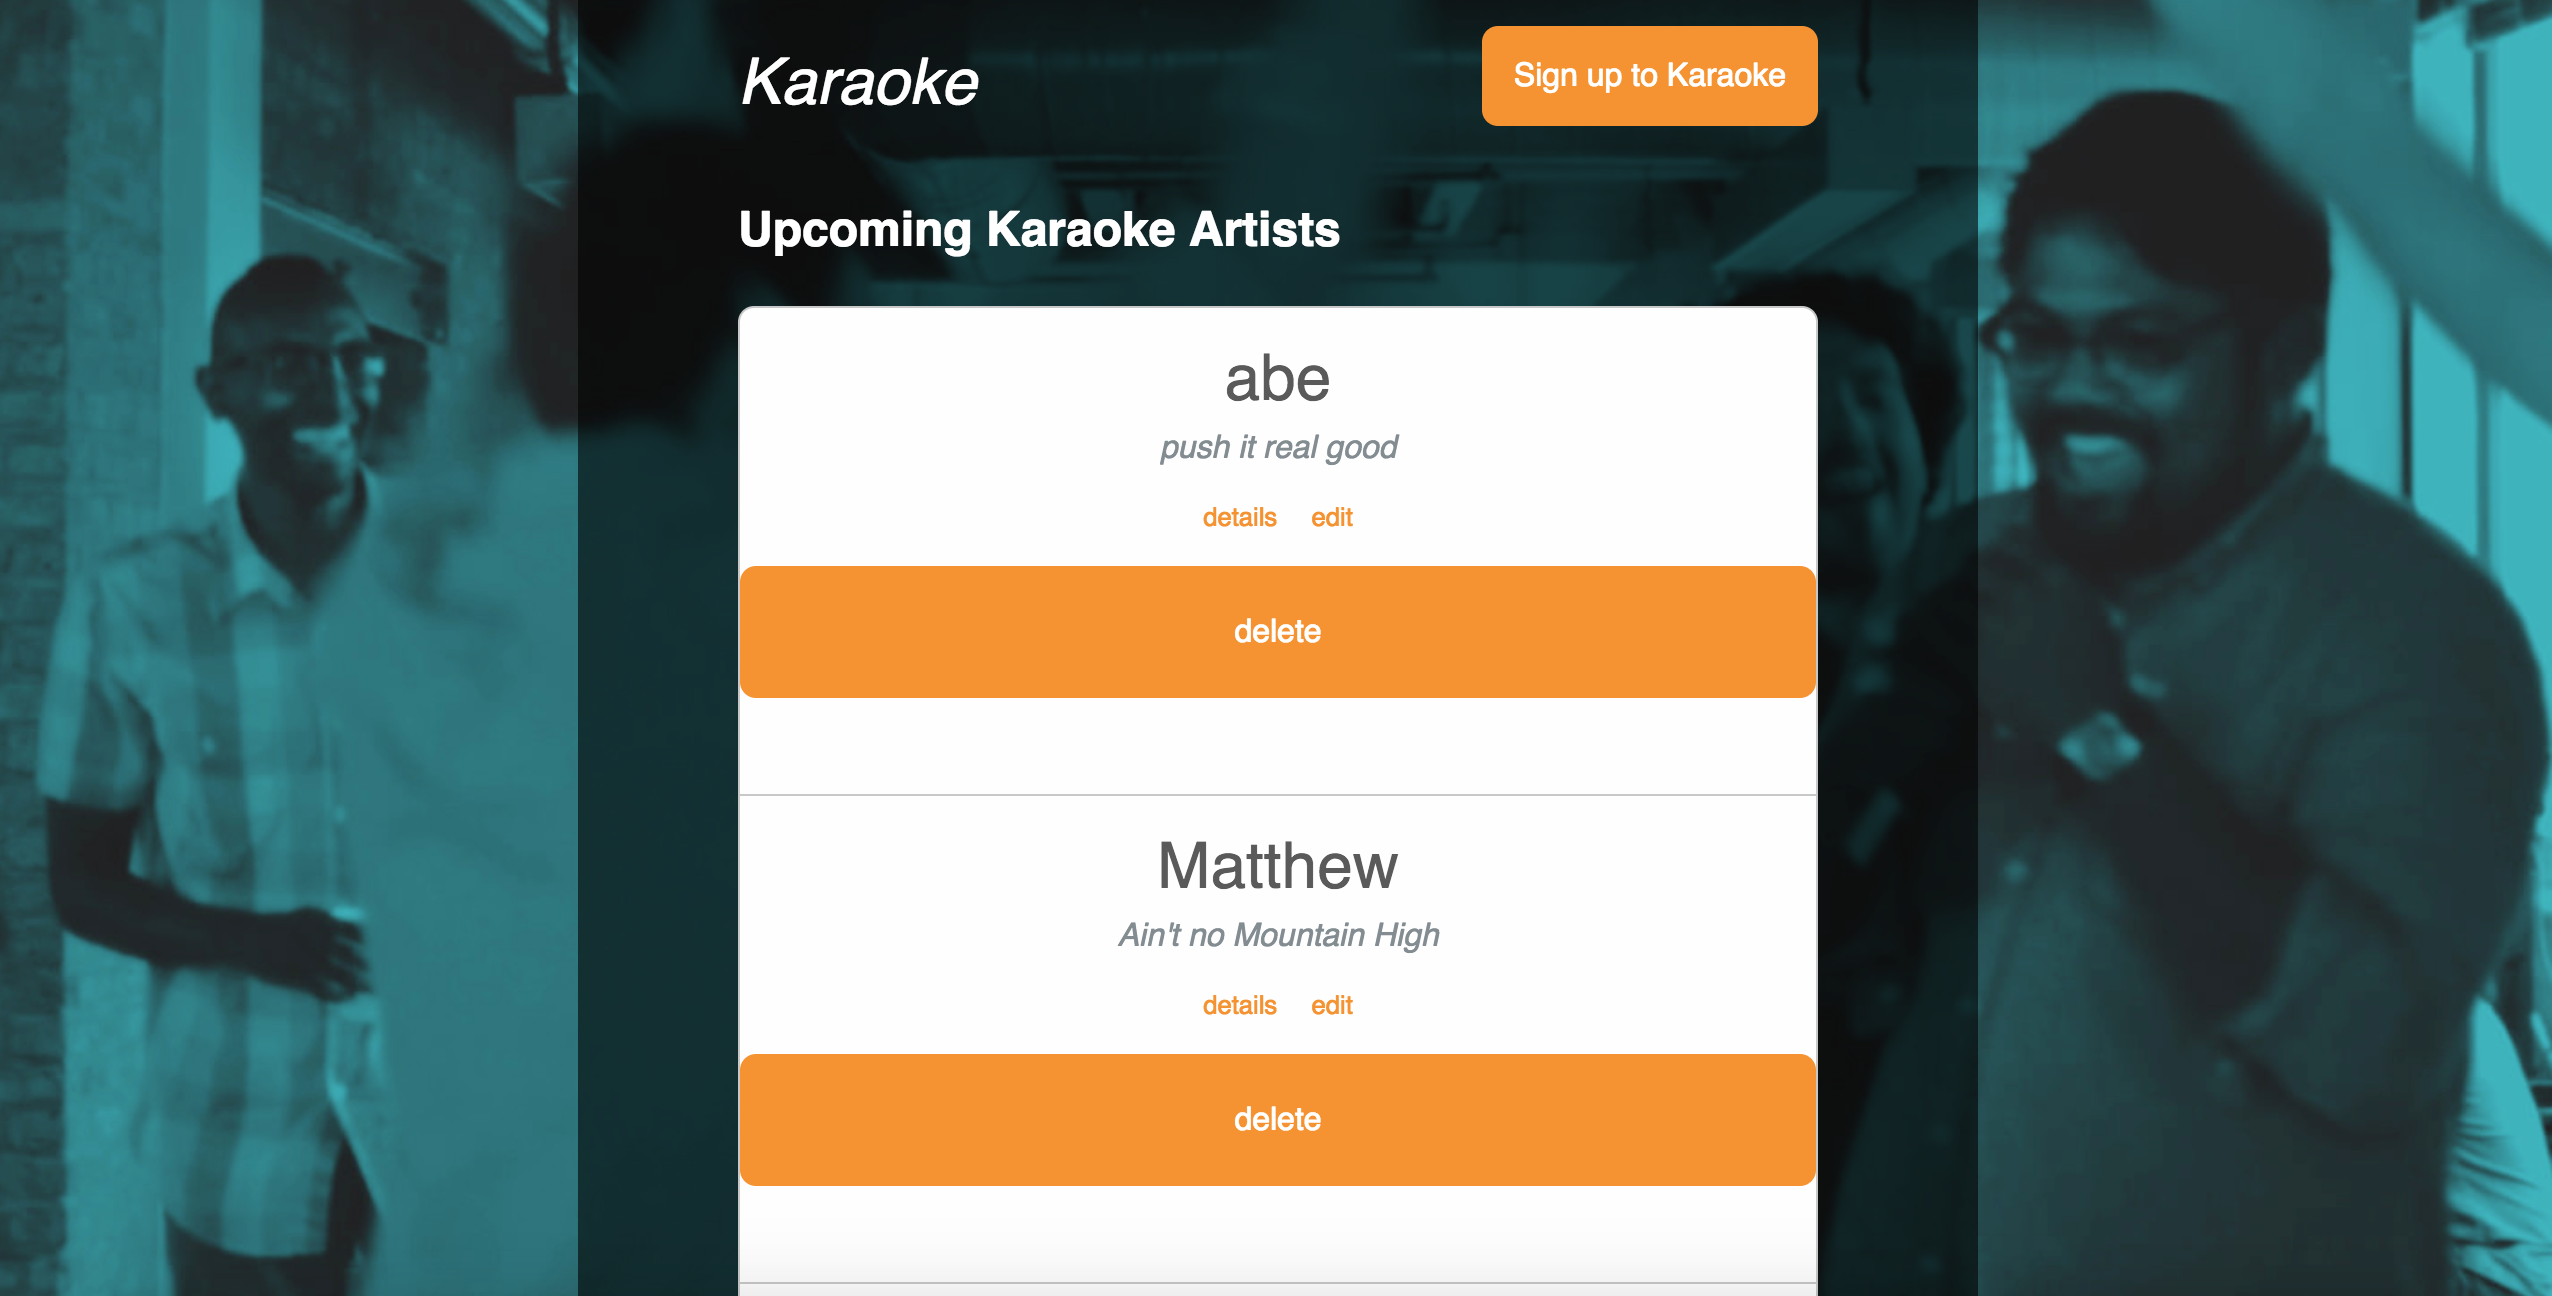 Karaoke
Sign up to Karaoke
Upcoming Karaoke Artists
abe
push it real good
details edit
delete
Matthew
Ain't no Mountain High
details edit
delete